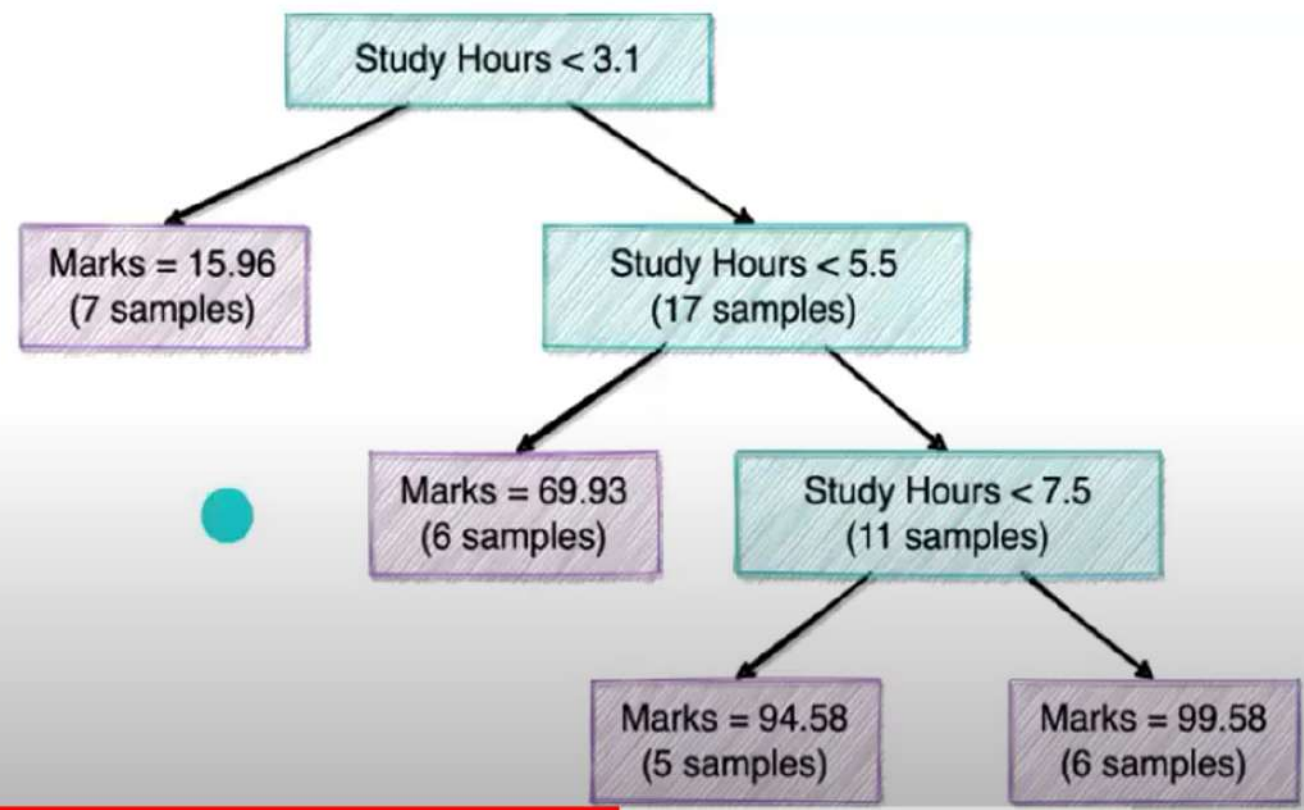 Study Hours < 3.1
Marks = 15.96
(7 samples)
Study Hours < 5.5
(17 samples)
Marks = 69.93
(6 samples)
Study Hours < 7.5
(11 samples)
Marks = 94.58
(5 samples)
Marks = 99.58
(6 samples)